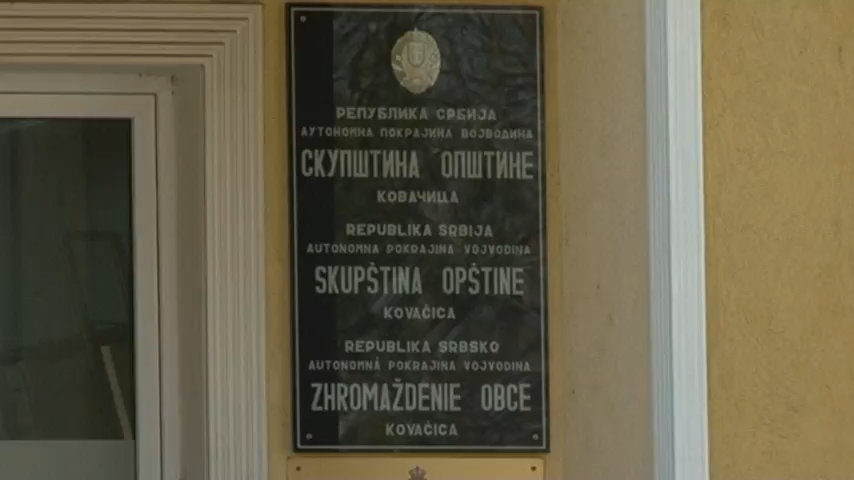 РЕПУБЛИКА СРБИЈА
АУТОНОМНА ПОКРАЈИНА ВОЈВОДИНА
СКУПШТИНА ОПШТИНЕ
КОВАЧИЦА
REPUBLIKA SRBIJA
AUTONOMNA POKRAJINA VOJVODINA
SKUPŠTINA OPŠTINE
KOVAČICA
REPUBLIKA SRBSKO
AUTONOMNÁ POKRAJINA VOJVODINA
ZHROMAŽDENIE OBCE
KOVAČICA